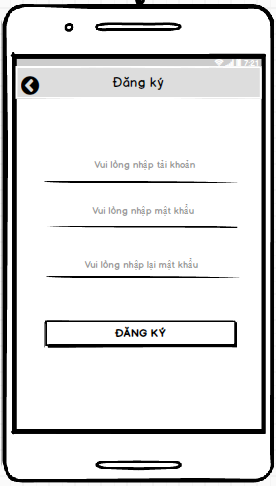 Đăng ký
Vui lòng nhập tài khoản
Vui lòng nhập mật khẩu
Vui lòng nhập lại mật khẩu
ĐĂNG KÝ